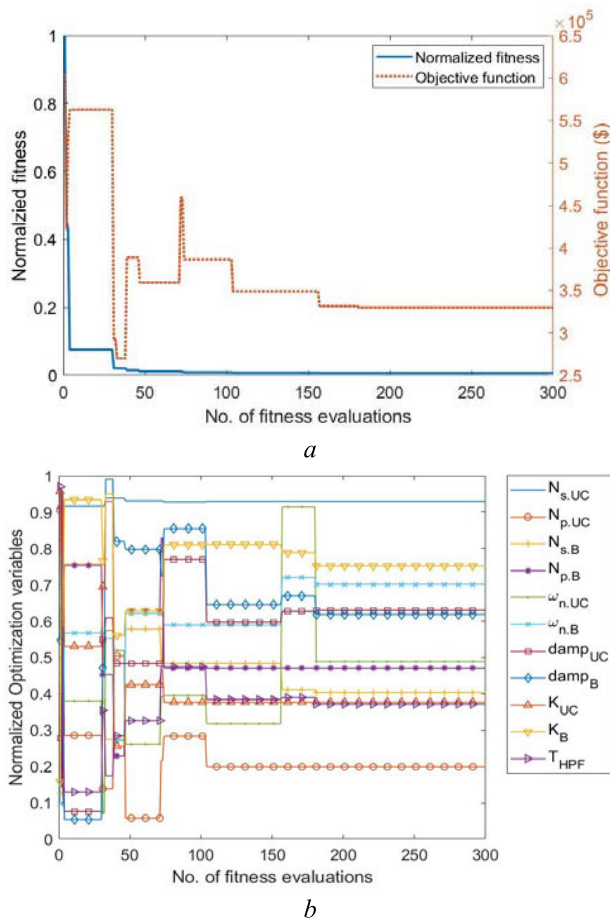 ×10⁵
1
0.8
0.6
0.4
0.2
0
Normalzied fitness
6.5
6
5.5
5
4.5
4
3.5
3
2.5
Objective function ($)
Normalized fitness
Objective function
0 50 100 150 200 250 300
No. of fitness evaluations
a
1
0.9
0.8
0.7
0.6
0.5
0.4
0.3
0.2
0.1
0
Normalized Optimization variables
0 50 100 150 200 250 300
No. of fitness evaluations
N_s.UC
N_p.UC
N_s.B
N_p.B
ω_n.UC
ω_n.B
damp_UC
damp_B
K_UC
K_B
T_HPF
b